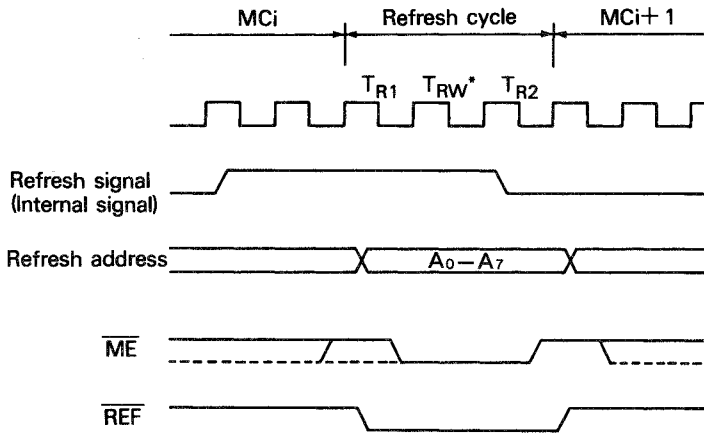 MCi Refresh cycle MCi+1
TR1 TRW* TR2
Refresh signal
(Internal signal)
Refresh address A0—A7
ME
REF